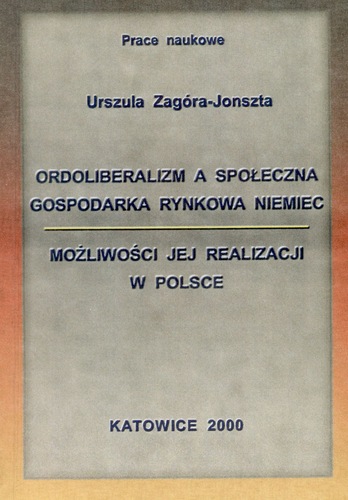 Prace naukowe
Urszula Zagóra-Jonszta
ORDOLIBERALIZM A SPOŁECZNA
GOSPODARKA RYNKOWA NIEMIEC
MOŻLIWOŚCI JEJ REALIZACJI
W POLSCE
KATOWICE 2000